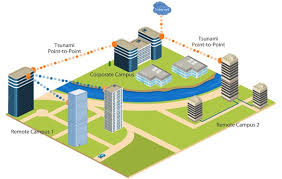 Internet
Tsunami
Point-to-Point
Tsunami
Point-to-Point
Corporate Campus
Remote Campus 1
Remote Campus 2